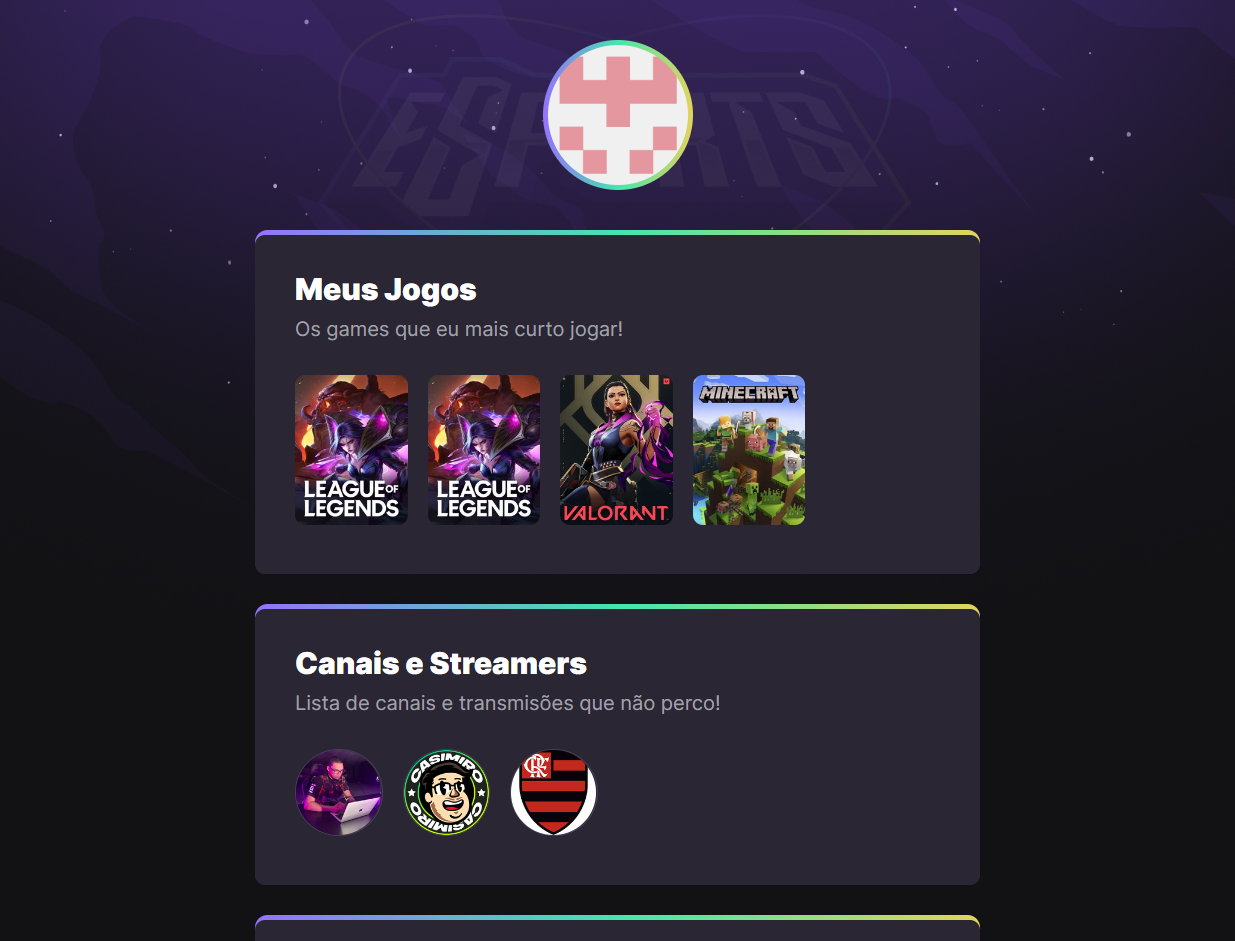 ESPORTS
Meus Jogos
Os games que eu mais curto jogar!
LEAGUE OF
LEGENDS
LEAGUE OF
LEGENDS
VALORANT
MINECRAFT
Canais e Streamers
Lista de canais e transmisões que não perco!
CASIMIRO
CASIMIRO
CRF